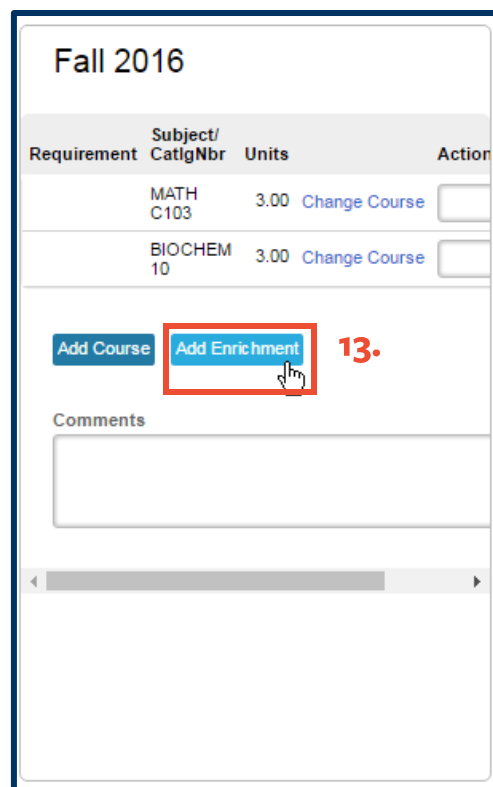 Fall 2016
Subject/
Requirement CatlgNbr Units Action
MATH
C103 3.00 Change Course
BIOCHEM
10 3.00 Change Course
Add Course Add Enrichment 13.
Comments